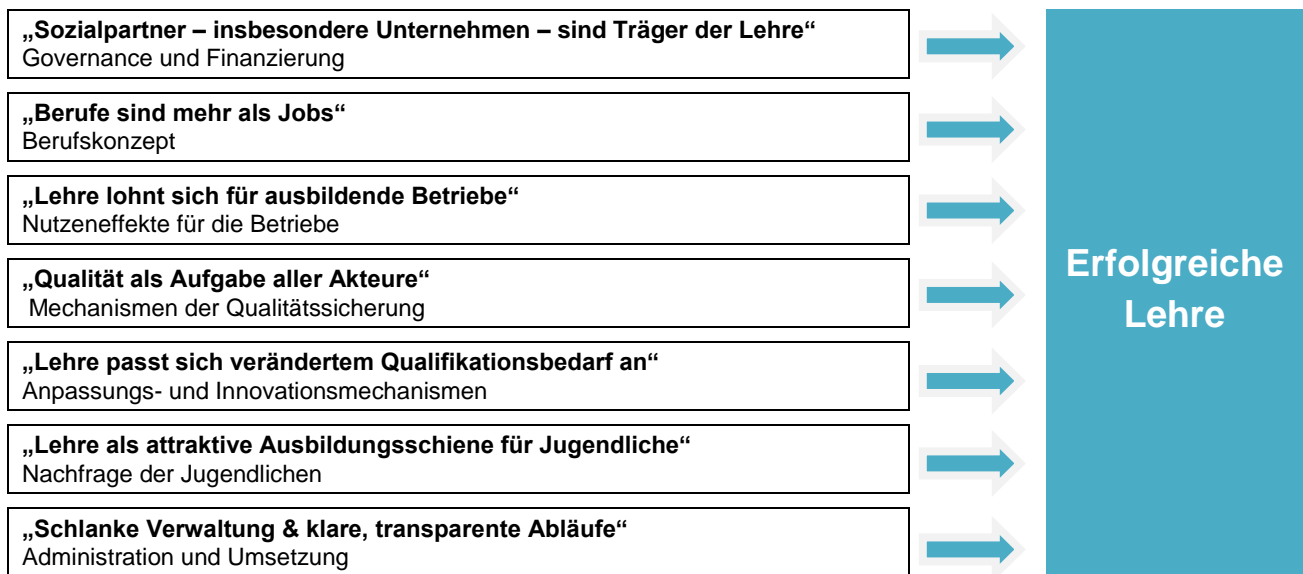 „Sozialpartner – insbesondere Unternehmen – sind Träger der Lehre“
Governance und Finanzierung
„Berufe sind mehr als Jobs“
Berufskonzept
„Lehre lohnt sich für ausbildende Betriebe“
Nutzeneffekte für die Betriebe
„Qualität als Aufgabe aller Akteure“
Mechanismen der Qualitätssicherung
„Lehre passt sich verändertem Qualifikationsbedarf an“
Anpassungs- und Innovationsmechanismen
„Lehre als attraktive Ausbildungsschiene für Jugendliche“
Nachfrage der Jugendlichen
„Schlanke Verwaltung & klare, transparente Abläufe“
Administration und Umsetzung
Erfolgreiche
Lehre